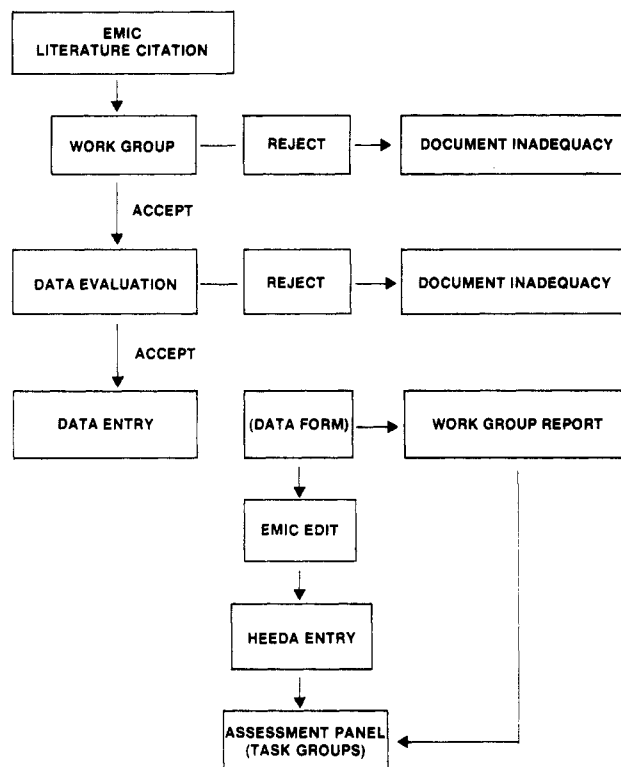 EMIC
LITERATURE CITATION
WORK GROUP
REJECT
DOCUMENT INADEQUACY
ACCEPT
DATA EVALUATION
REJECT
DOCUMENT INADEQUACY
ACCEPT
DATA ENTRY
(DATA FORM)
WORK GROUP REPORT
EMIC EDIT
HEEDA ENTRY
ASSESSMENT PANEL
(TASK GROUPS)